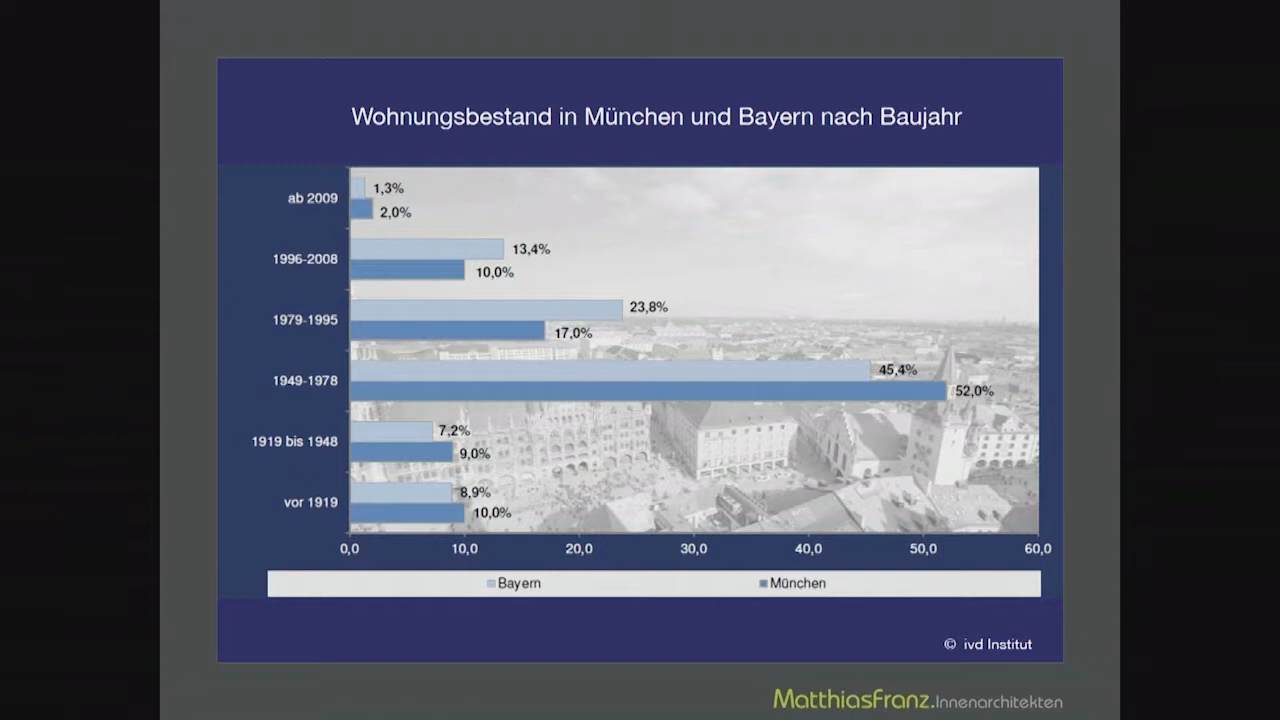 Wohnungsbestand in München und Bayern nach Baujahr
ab 2009
1,3%
2,0%
1996-2008
13,4%
10,0%
1979-1995
23,8%
17,0%
1949-1978
45,4%
52,0%
1919 bis 1948
7,2%
9,0%
vor 1919
8,9%
10,0%
0,0 10,0 20,0 30,0 40,0 50,0 60,0
Bayern München
© ivd Institut
MatthiasFranz.Innenarchitekten